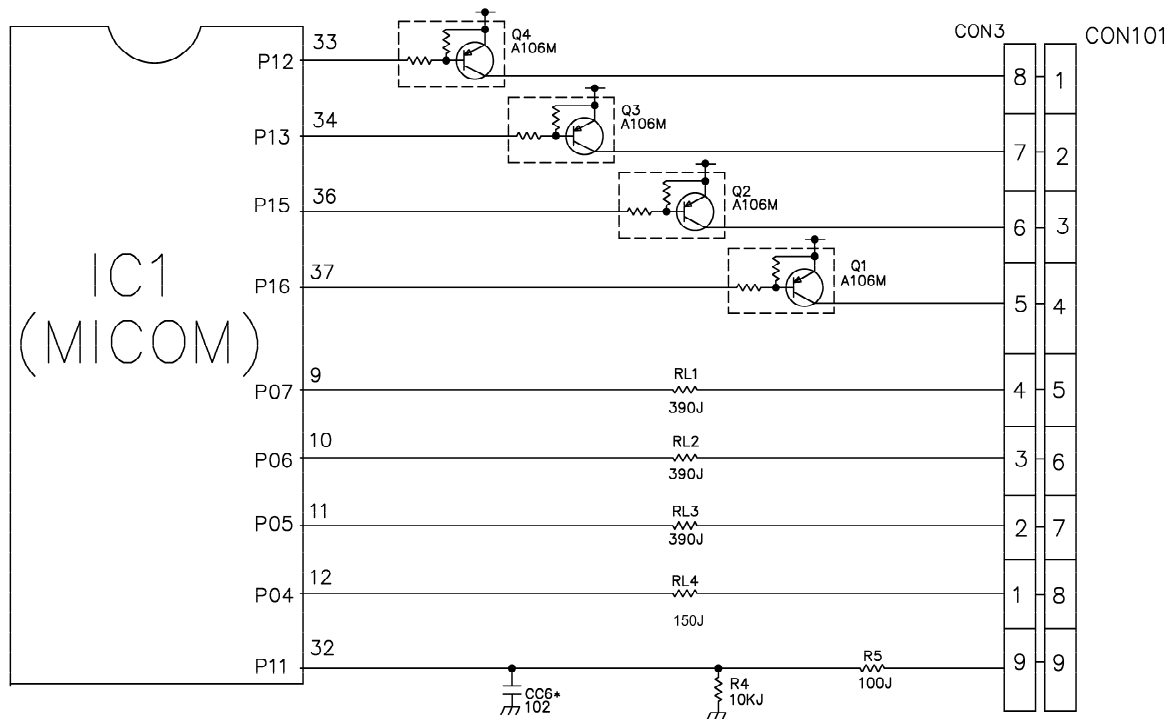 CON3
CON101
33
Q4
A106M
P12
8
1
34
Q3
A106M
P13
7
2
36
Q2
A106M
P15
6
3
37
Q1
A106M
P16
5
4
IC1
(MICOM)
9
RL1
P07
390J
4
5
10
RL2
P06
390J
3
6
11
RL3
P05
390J
2
7
12
RL4
P04
150J
1
8
32
P11
R5
100J
9
9
CC6*
102
R4
10KJ